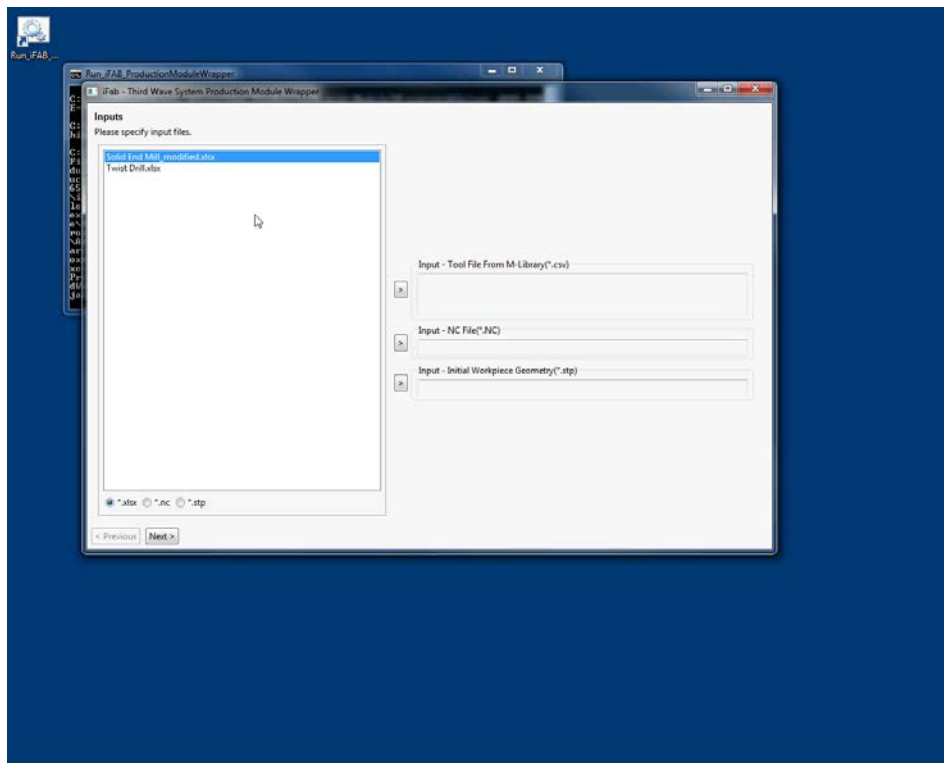 Run_iFAB_...
Run_iFAB_ProductionModuleWrapper
iFab - Third Wave System Production Module Wrapper
Inputs
Please specify input files.
Solid End Mill_modified.xlsx
Twist Drill.xlsx
Input - Tool File From M-Library(*.csv)
>
Input - NC File(*.NC)
>
Input - Initial Workpiece Geometry(*.stp)
>
*.xlsx *.nc *.stp
< Previous Next >